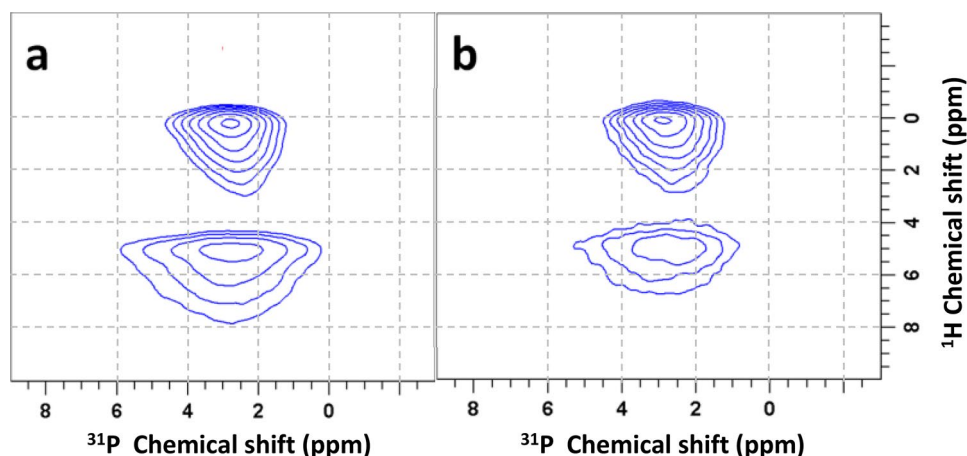 a
b
0
2
4
6
8
¹H Chemical shift (ppm)
8 6 4 2 0
8 6 4 2 0
³¹P Chemical shift (ppm)
³¹P Chemical shift (ppm)